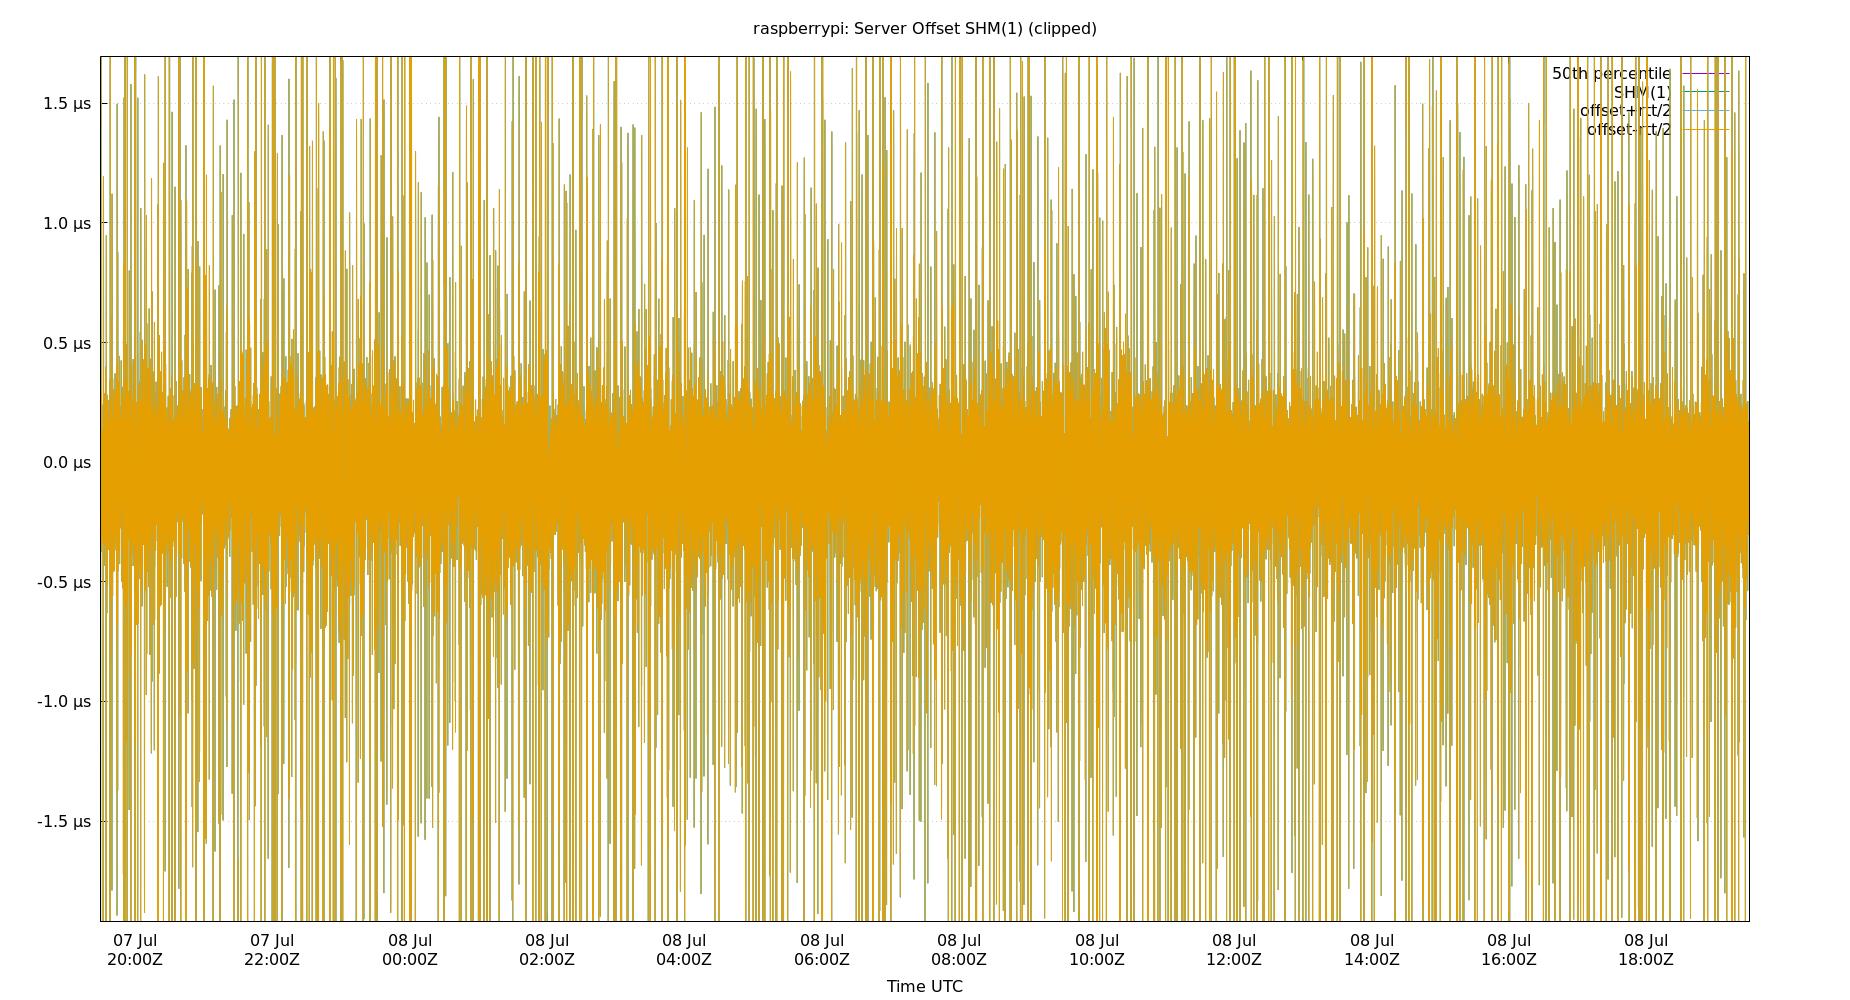 raspberrypi: Server Offset SHM(1) (clipped)
50th percentile
SHM(1)
offset+rtt/2
offset-rtt/2
1.5 µs
1.0 µs
0.5 µs
0.0 µs
-0.5 µs
-1.0 µs
-1.5 µs
07 Jul 07 Jul 08 Jul 08 Jul 08 Jul 08 Jul 08 Jul 08 Jul 08 Jul 08 Jul 08 Jul 08 Jul
20:00Z 22:00Z 00:00Z 02:00Z 04:00Z 06:00Z 08:00Z 10:00Z 12:00Z 14:00Z 16:00Z 18:00Z
Time UTC